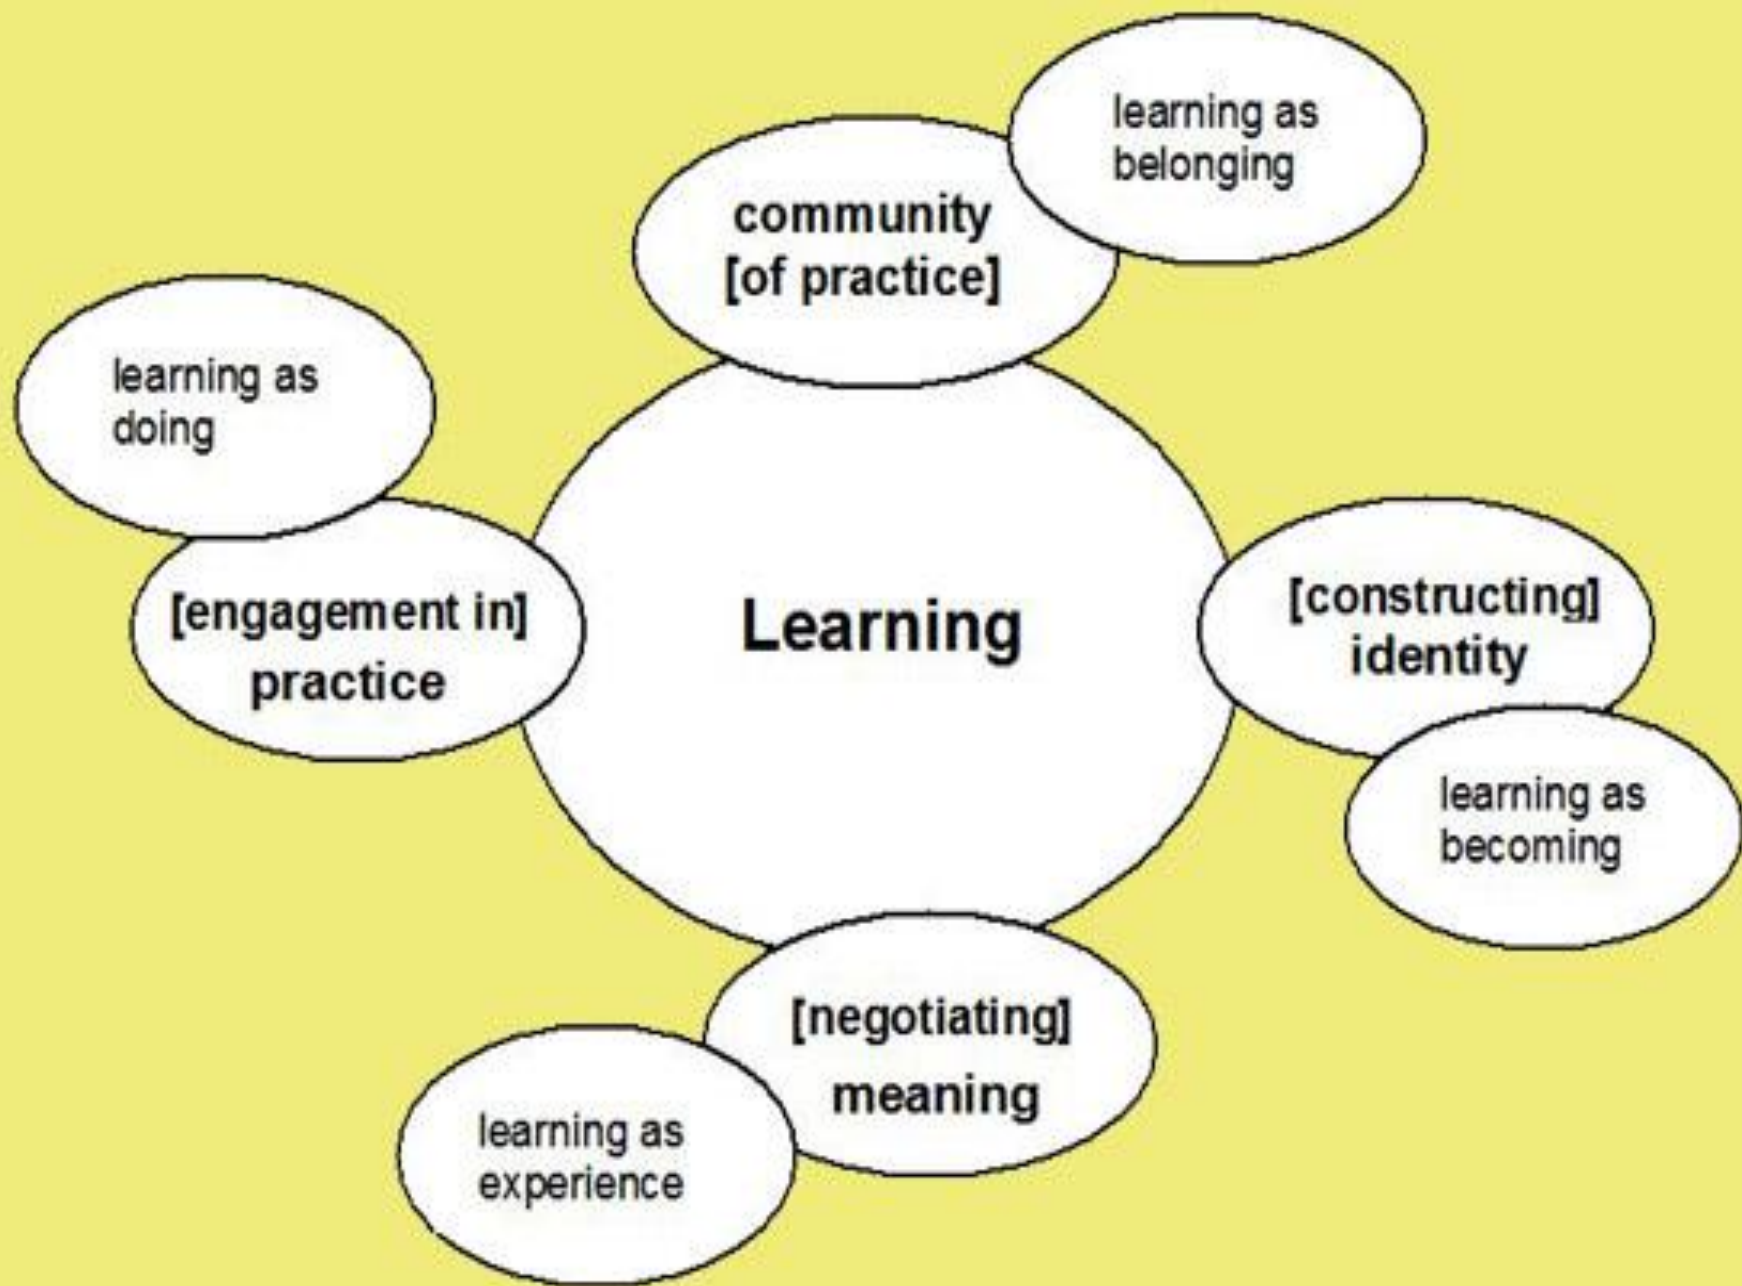 learning as
belonging
community
[of practice]
learning as
doing
[engagement in]
practice
Learning
[constructing]
identity
learning as
becoming
[negotiating]
meaning
learning as
experience